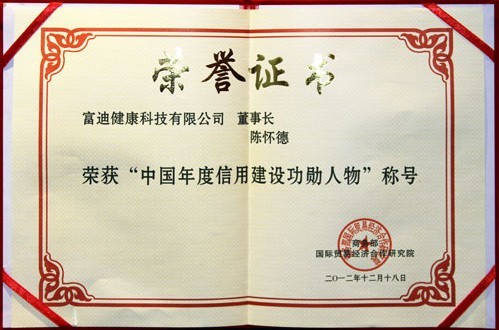 荣誉证书
富迪健康科技有限公司 董事长
陈怀德
荣获“中国年度信用建设功勋人物”称号
商务部
国际贸易经济合作研究院
二〇一二年十二月十八日